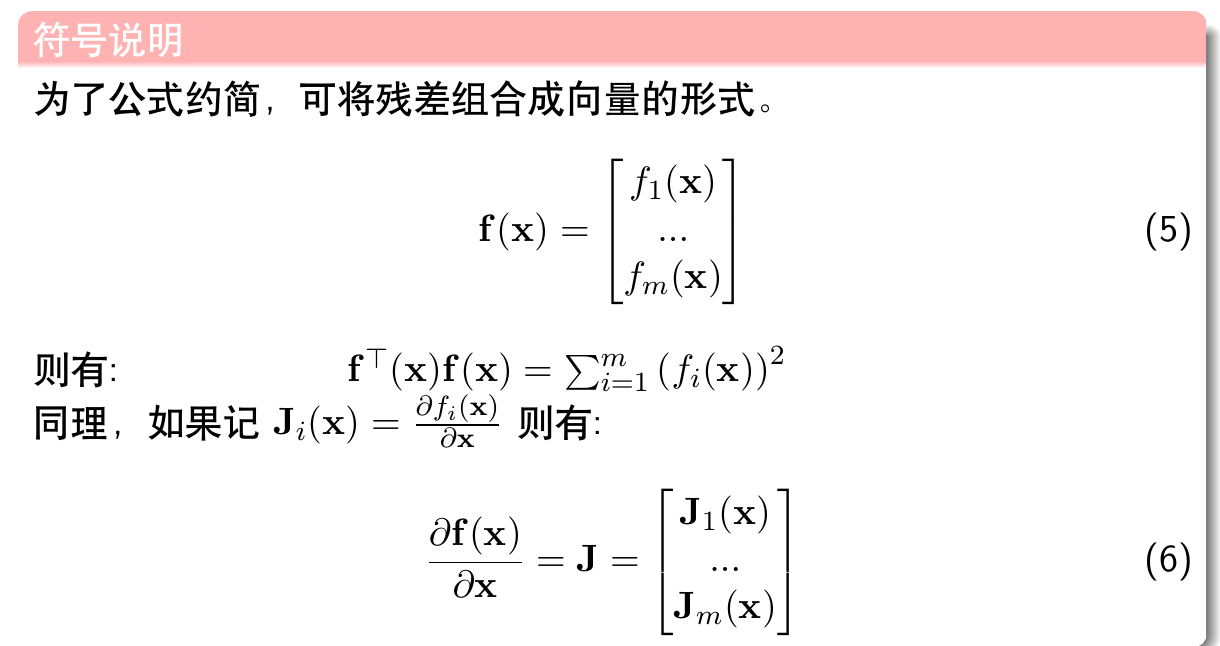 符号说明
为了公式约简，可将残差组合成向量的形式。
$$\mathbf{f}(\mathbf{x}) = \begin{bmatrix} f_1(\mathbf{x}) \\ ... \\ f_m(\mathbf{x}) \end{bmatrix} \quad (5)$$
则有: $\mathbf{f}^\top(\mathbf{x})\mathbf{f}(\mathbf{x}) = \sum_{i=1}^{m} (f_i(\mathbf{x}))^2$
同理，如果记 $\mathbf{J}_i(\mathbf{x}) = \frac{\partial f_i(\mathbf{x})}{\partial \mathbf{x}}$ 则有:
$$\frac{\partial \mathbf{f}(\mathbf{x})}{\partial \mathbf{x}} = \mathbf{J} = \begin{bmatrix} \mathbf{J}_1(\mathbf{x}) \\ ... \\ \mathbf{J}_m(\mathbf{x}) \end{bmatrix} \quad (6)$$